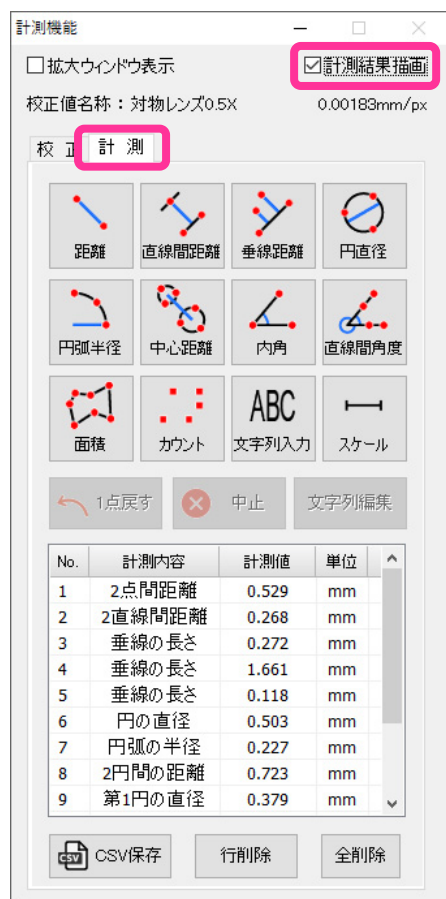 計測機能
拡大ウィンドウ表示 計測結果描画
校正値名称：対物レンズ0.5X 0.00183mm/px
校 正 計 測
距離 直線間距離 垂線距離 円直径
円弧半径 中心距離 内角 直線間角度
ABC
面積 カウント 文字列入力 スケール
1点戻す 中止 文字列編集
No. 計測内容 計測値 単位
1 2点間距離 0.529 mm
2 2直線間距離 0.268 mm
3 垂線の長さ 0.272 mm
4 垂線の長さ 1.661 mm
5 垂線の長さ 0.118 mm
6 円の直径 0.503 mm
7 円弧の半径 0.227 mm
8 2円間の距離 0.723 mm
9 第1円の直径 0.379 mm
CSV CSV保存 行削除 全削除